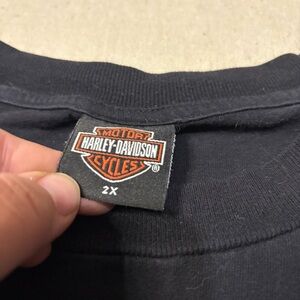 MOTOR
HARLEY-DAVIDSON
CYCLES
®
2X